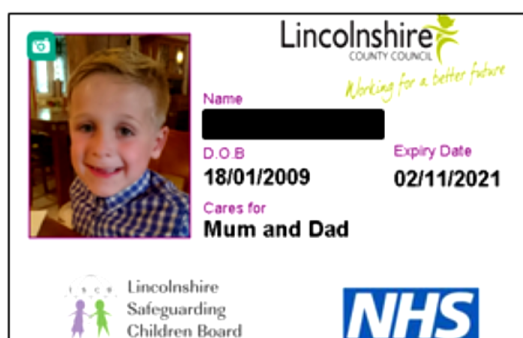 Lincolnshire
COUNTY COUNCIL
Working for a better future
Name
D.O.B
Expiry Date
18/01/2009
02/11/2021
Cares for
Mum and Dad
LSCB
Lincolnshire
Safeguarding
Children Board
NHS